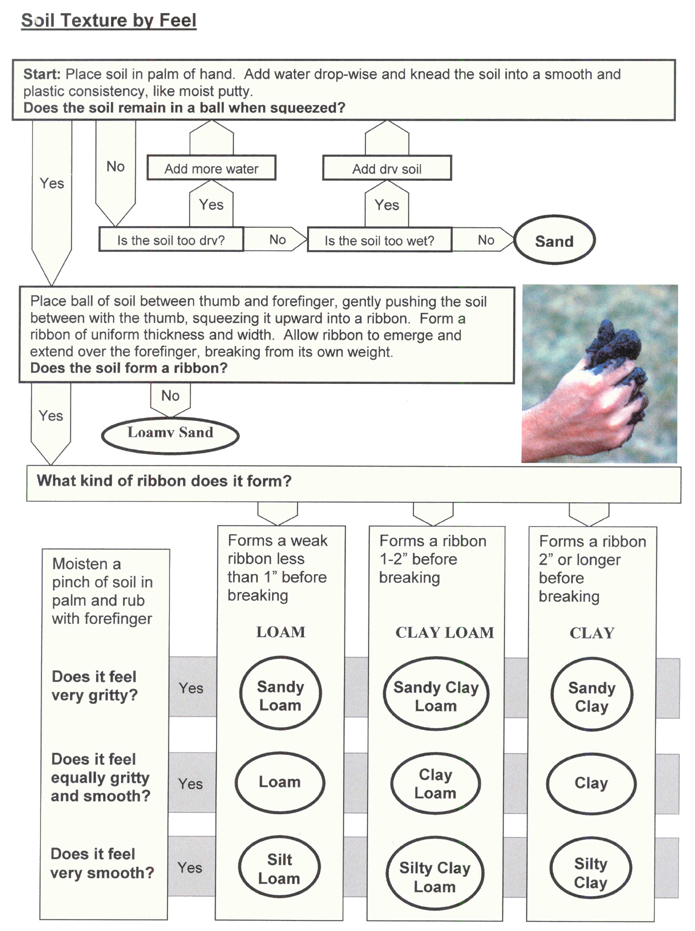 Soil Texture by Feel
Start: Place soil in palm of hand. Add water drop-wise and knead the soil into a smooth and
plastic consistency, like moist putty.
Does the soil remain in a ball when squeezed?
Yes
No
Add more water
Add drv soil
Yes
Yes
Is the soil too drv?
No
Is the soil too wet?
No
Sand
Place ball of soil between thumb and forefinger, gently pushing the soil
between with the thumb, squeezing it upward into a ribbon. Form a
ribbon of uniform thickness and width. Allow ribbon to emerge and
extend over the forefinger, breaking from its own weight.
Does the soil form a ribbon?
Yes
No
Loamv Sand
What kind of ribbon does it form?
Moisten a
pinch of soil in
palm and rub
with forefinger
Forms a weak
ribbon less
than 1” before
breaking
LOAM
Forms a ribbon
1-2” before
breaking
CLAY LOAM
Forms a ribbon
2” or longer
before
breaking
CLAY
Does it feel
very gritty?
Yes
Sandy
Loam
Sandy Clay
Loam
Sandy
Clay
Does it feel
equally gritty
and smooth?
Yes
Loam
Clay
Loam
Clay
Does it feel
very smooth?
Yes
Silt
Loam
Silty Clay
Loam
Silty
Clay